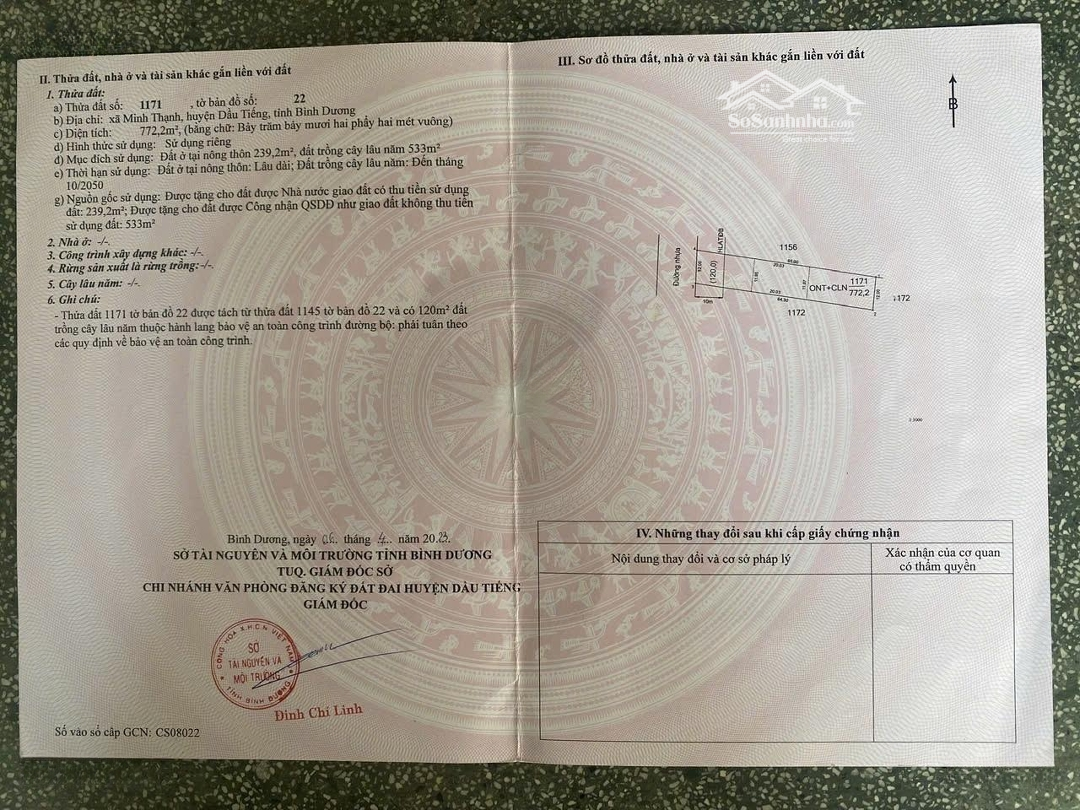 II. Thửa đất, nhà ở và tài sản khác gắn liền với đất
1. Thửa đất:
a) Thửa đất số: 1171 , tờ bản đồ số: 22
b) Địa chỉ: xã Minh Thạnh, huyện Dầu Tiếng, tỉnh Bình Dương
c) Diện tích: 772,2m², (bằng chữ: Bảy trăm bảy mươi hai phẩy hai mét vuông)
d) Hình thức sử dụng: Sử dụng riêng
đ) Mục đích sử dụng: Đất ở tại nông thôn 239,2m², đất trồng cây lâu năm 533m²
e) Thời hạn sử dụng: Đất ở tại nông thôn: Lâu dài; Đất trồng cây lâu năm: Đến tháng
10/2050
g) Nguồn gốc sử dụng: Được tặng cho đất được Nhà nước giao đất có thu tiền sử dụng
đất: 239,2m²; Được tặng cho đất được Công nhận QSDĐ như giao đất không thu tiền
sử dụng đất: 533m²
2. Nhà ở: -/-.
3. Công trình xây dựng khác: -/-.
4. Rừng sản xuất là rừng trồng:-/-.
5. Cây lâu năm: -/-.
6. Ghi chú:
- Thửa đất 1171 tờ bản đồ 22 được tách từ thửa đất 1145 tờ bản đồ 22 và có 120m² đất
trồng cây lâu năm thuộc hành lang bảo vệ an toàn công trình đường bộ: phải tuân theo
các quy định về bảo vệ an toàn công trình.
Bình Dương, ngày 06 tháng 4 năm 2023.
SỞ TÀI NGUYÊN VÀ MÔI TRƯỜNG TỈNH BÌNH DƯƠNG
TUQ. GIÁM ĐỐC SỞ
CHI NHÁNH VĂN PHÒNG ĐĂNG KÝ ĐẤT ĐAI HUYỆN DẦU TIẾNG
GIÁM ĐỐC
CỘNG HÒA X.H.C.N VIỆT NAM
SỞ
TÀI NGUYÊN VÀ
MÔI TRƯỜNG
TỈNH BÌNH DƯƠNG
Đinh Chí Linh
Số vào sổ cấp GCN: CS08022
III. Sơ đồ thửa đất, nhà ở và tài sản khác gắn liền với đất
SoSanhNha.com
B
Đường nhựa
HLATĐB
(120,0)
10m
1156
20.03
20.03
ONT+CLN
1171
772,2
1172
1172
IV. Những thay đổi sau khi cấp giấy chứng nhận
Nội dung thay đổi và cơ sở pháp lý
Xác nhận của cơ quan
có thẩm quyền